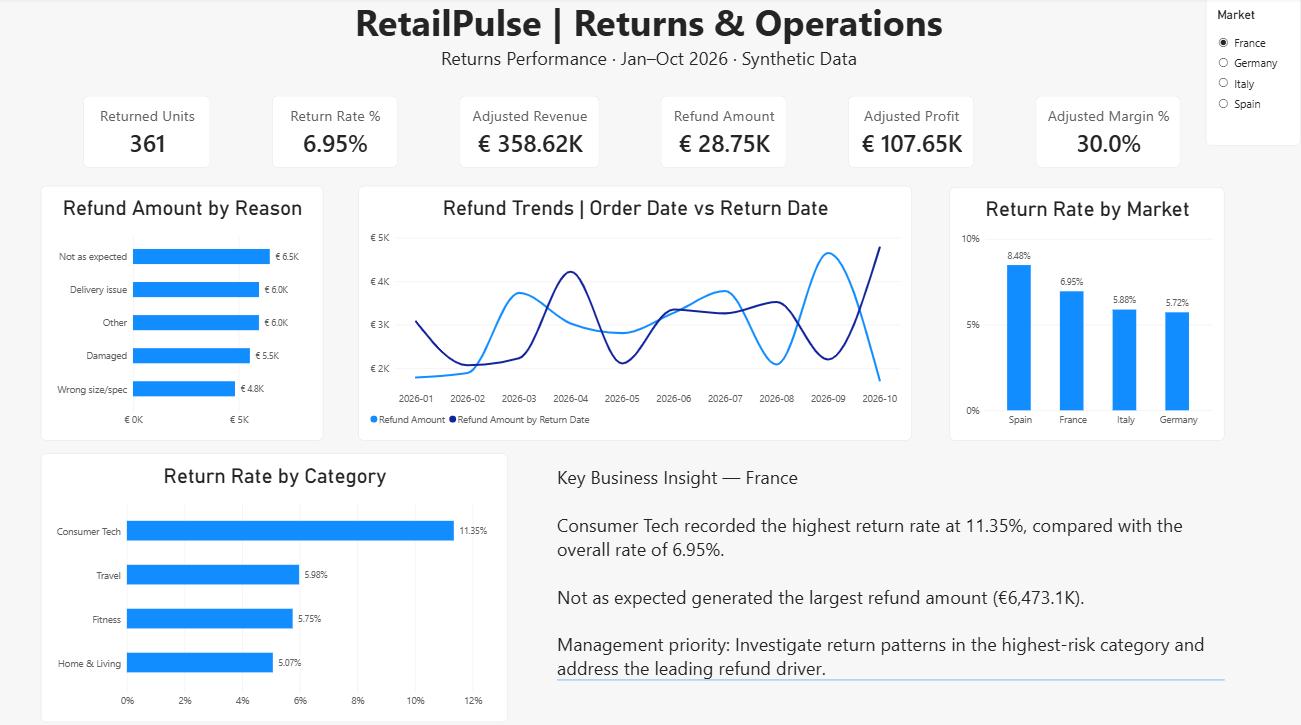 RetailPulse | Returns & Operations
Returns Performance · Jan–Oct 2026 · Synthetic Data
Market
France
Germany
Italy
Spain
Returned Units
361
Return Rate %
6.95%
Adjusted Revenue
€ 358.62K
Refund Amount
€ 28.75K
Adjusted Profit
€ 107.65K
Adjusted Margin %
30.0%
Refund Amount by Reason
Not as expected
€ 6.5K
Delivery issue
€ 6.0K
Other
€ 6.0K
Damaged
€ 5.5K
Wrong size/spec
€ 4.8K
€ 0K
€ 5K
Refund Trends | Order Date vs Return Date
€ 5K
€ 4K
€ 3K
€ 2K
2026-01
2026-02
2026-03
2026-04
2026-05
2026-06
2026-07
2026-08
2026-09
2026-10
Refund Amount
Refund Amount by Return Date
Return Rate by Market
10%
5%
0%
8.48%
6.95%
5.88%
5.72%
Spain
France
Italy
Germany
Return Rate by Category
Consumer Tech
11.35%
Travel
5.98%
Fitness
5.75%
Home & Living
5.07%
0%
2%
4%
6%
8%
10%
12%
Key Business Insight — France
Consumer Tech recorded the highest return rate at 11.35%, compared with the
overall rate of 6.95%.
Not as expected generated the largest refund amount (€6,473.1K).
Management priority: Investigate return patterns in the highest-risk category and
address the leading refund driver.